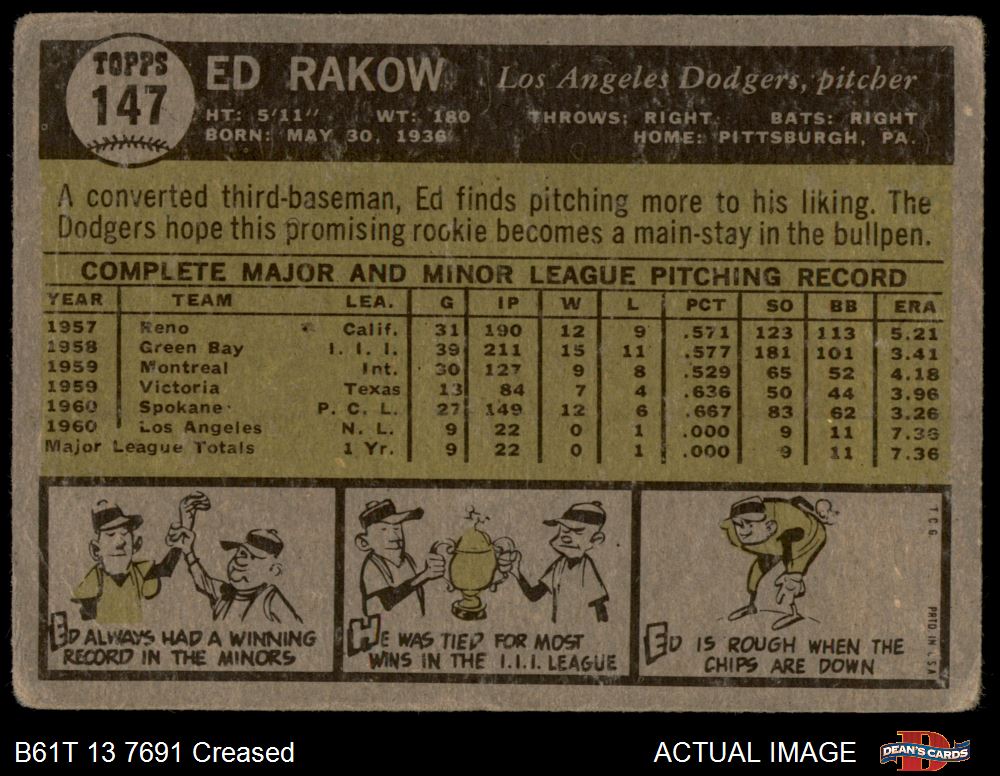 TOPPS
147
ED RAKOW Los Angeles Dodgers, pitcher
HT: 5'11" WT: 180 THROWS: RIGHT BATS: RIGHT
BORN: MAY 30, 1936 HOME: PITTSBURGH, PA.
A converted third-baseman, Ed finds pitching more to his liking. The
Dodgers hope this promising rookie becomes a main-stay in the bullpen.
COMPLETE MAJOR AND MINOR LEAGUE PITCHING RECORD
YEAR TEAM LEA. G IP W L PCT SO BB ERA
1957 Reno Calif. 31 190 12 9 .571 123 113 5.21
1958 Green Bay I. I. I. 39 211 15 11 .577 181 101 3.41
1959 Montreal Int. 30 127 9 8 .529 65 52 4.18
1959 Victoria Texas 13 84 7 4 .636 50 44 3.96
1960 Spokane P. C. L. 27 149 12 6 .667 83 62 3.26
1960 Los Angeles N. L. 9 22 0 1 .000 9 11 7.36
Major League Totals 1 Yr. 9 22 0 1 .000 9 11 7.36
ED ALWAYS HAD A WINNING
RECORD IN THE MINORS
HE WAS TIED FOR MOST
WINS IN THE I.I.I. LEAGUE
ED IS ROUGH WHEN THE
CHIPS ARE DOWN
T.C.G.
PRTD IN U.S.A.
B61T 13 7691 Creased
ACTUAL IMAGE
DEAN'S CARDS